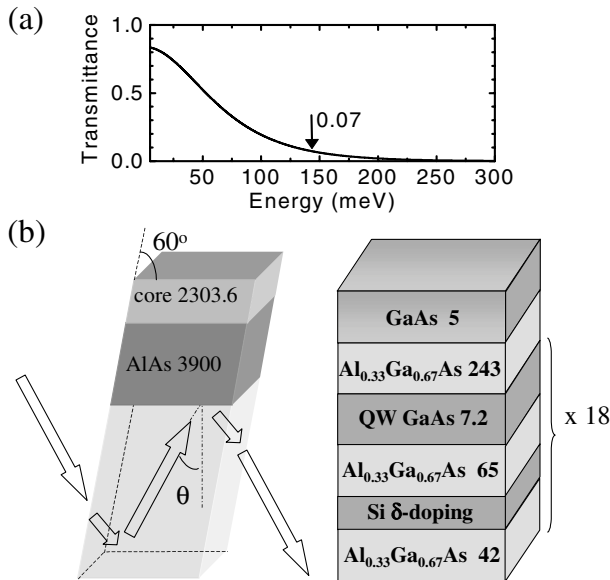 (a)
Transmittance
1.0
0.5
0.0
0.07
50 100 150 200 250 300
Energy (meV)
(b)
60°
core 2303.6
AlAs 3900
θ
GaAs 5
Al0.33Ga0.67As 243
QW GaAs 7.2
Al0.33Ga0.67As 65
Si δ-doping
Al0.33Ga0.67As 42
x 18